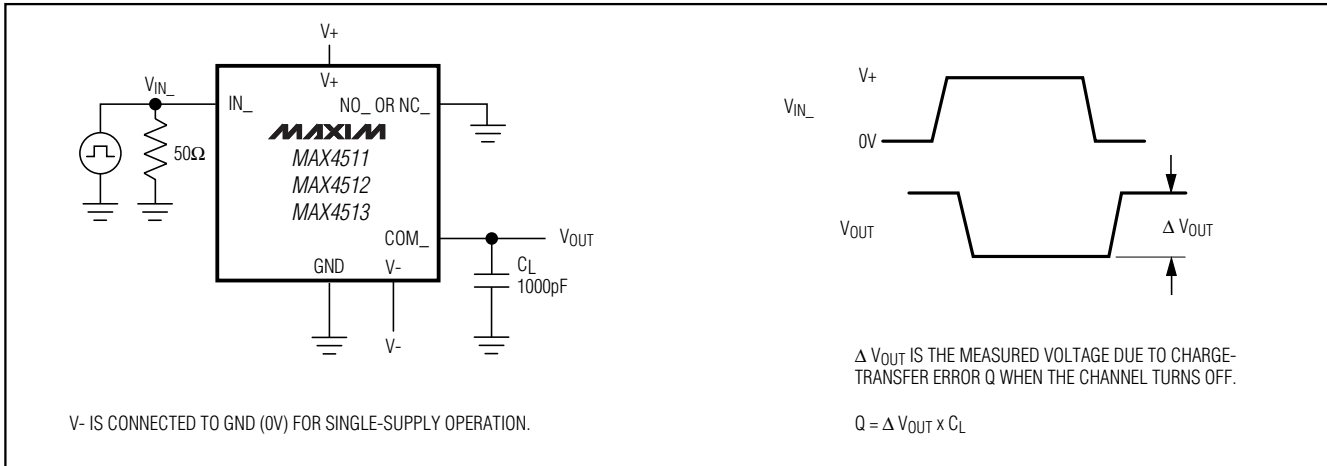 V+
V+
VIN_
IN_
NO_ OR NC_
MAXIM
50Ω
MAX4511
MAX4512
MAX4513
COM_
VOUT
GND
V-
CL
1000pF
V-
V- IS CONNECTED TO GND (0V) FOR SINGLE-SUPPLY OPERATION.
V+
VIN_
0V
VOUT
Δ VOUT
Δ VOUT IS THE MEASURED VOLTAGE DUE TO CHARGE-
TRANSFER ERROR Q WHEN THE CHANNEL TURNS OFF.
Q = Δ VOUT x CL